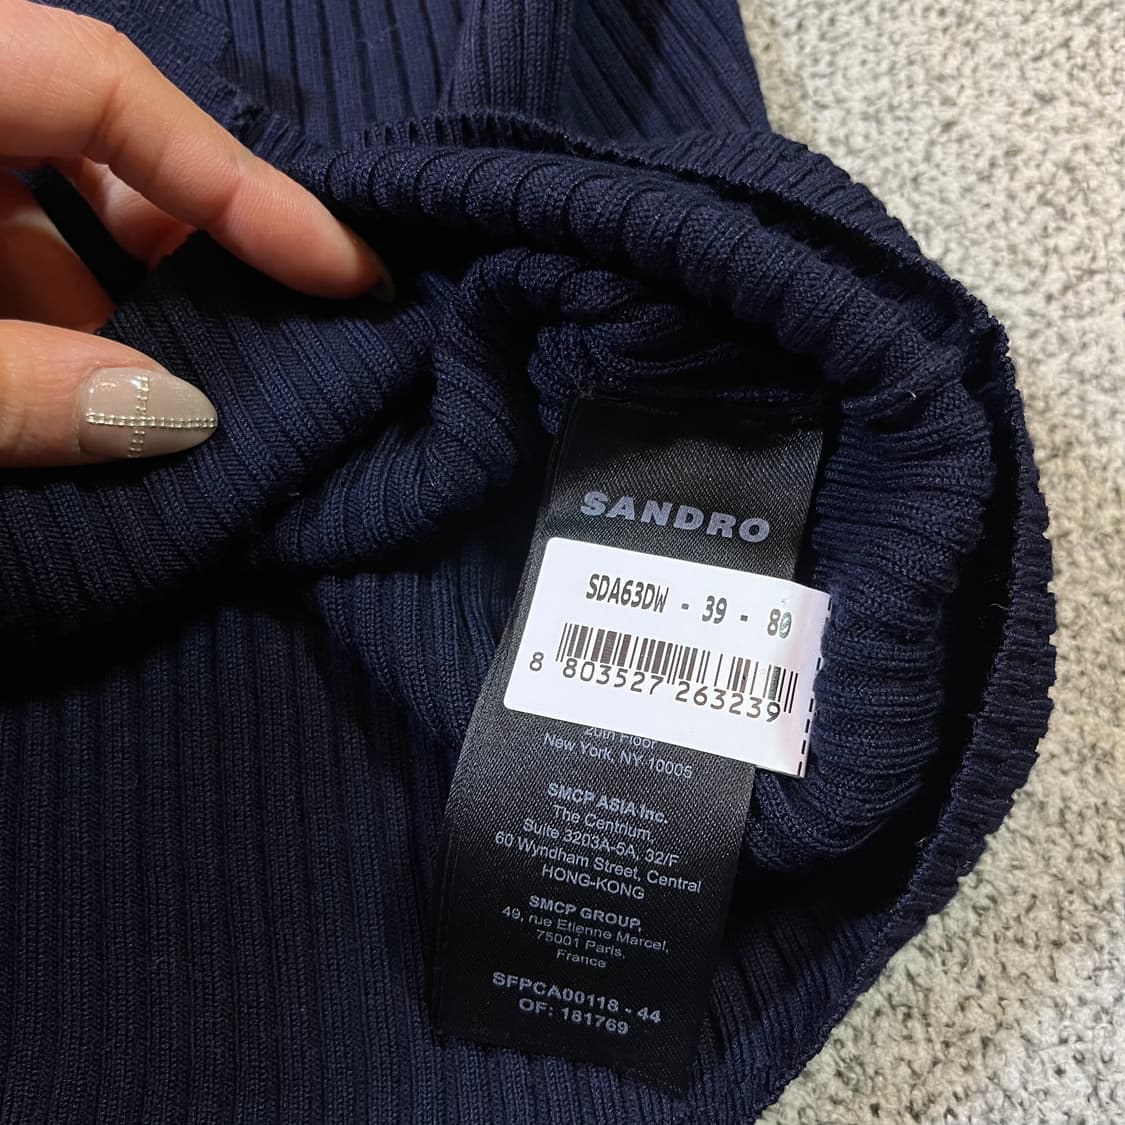 SANDRO
SDA63DW - 39 - 80
8 803527 263239
20th Floor
New York, NY 10005
SMCP ASIA Inc.
The Centrium,
Suite 3203A-5A, 32/F
60 Wyndham Street, Central
HONG-KONG
SMCP GROUP,
49, rue Etienne Marcel,
75001 Paris,
France
SFPCA00118 - 44
OF: 181769